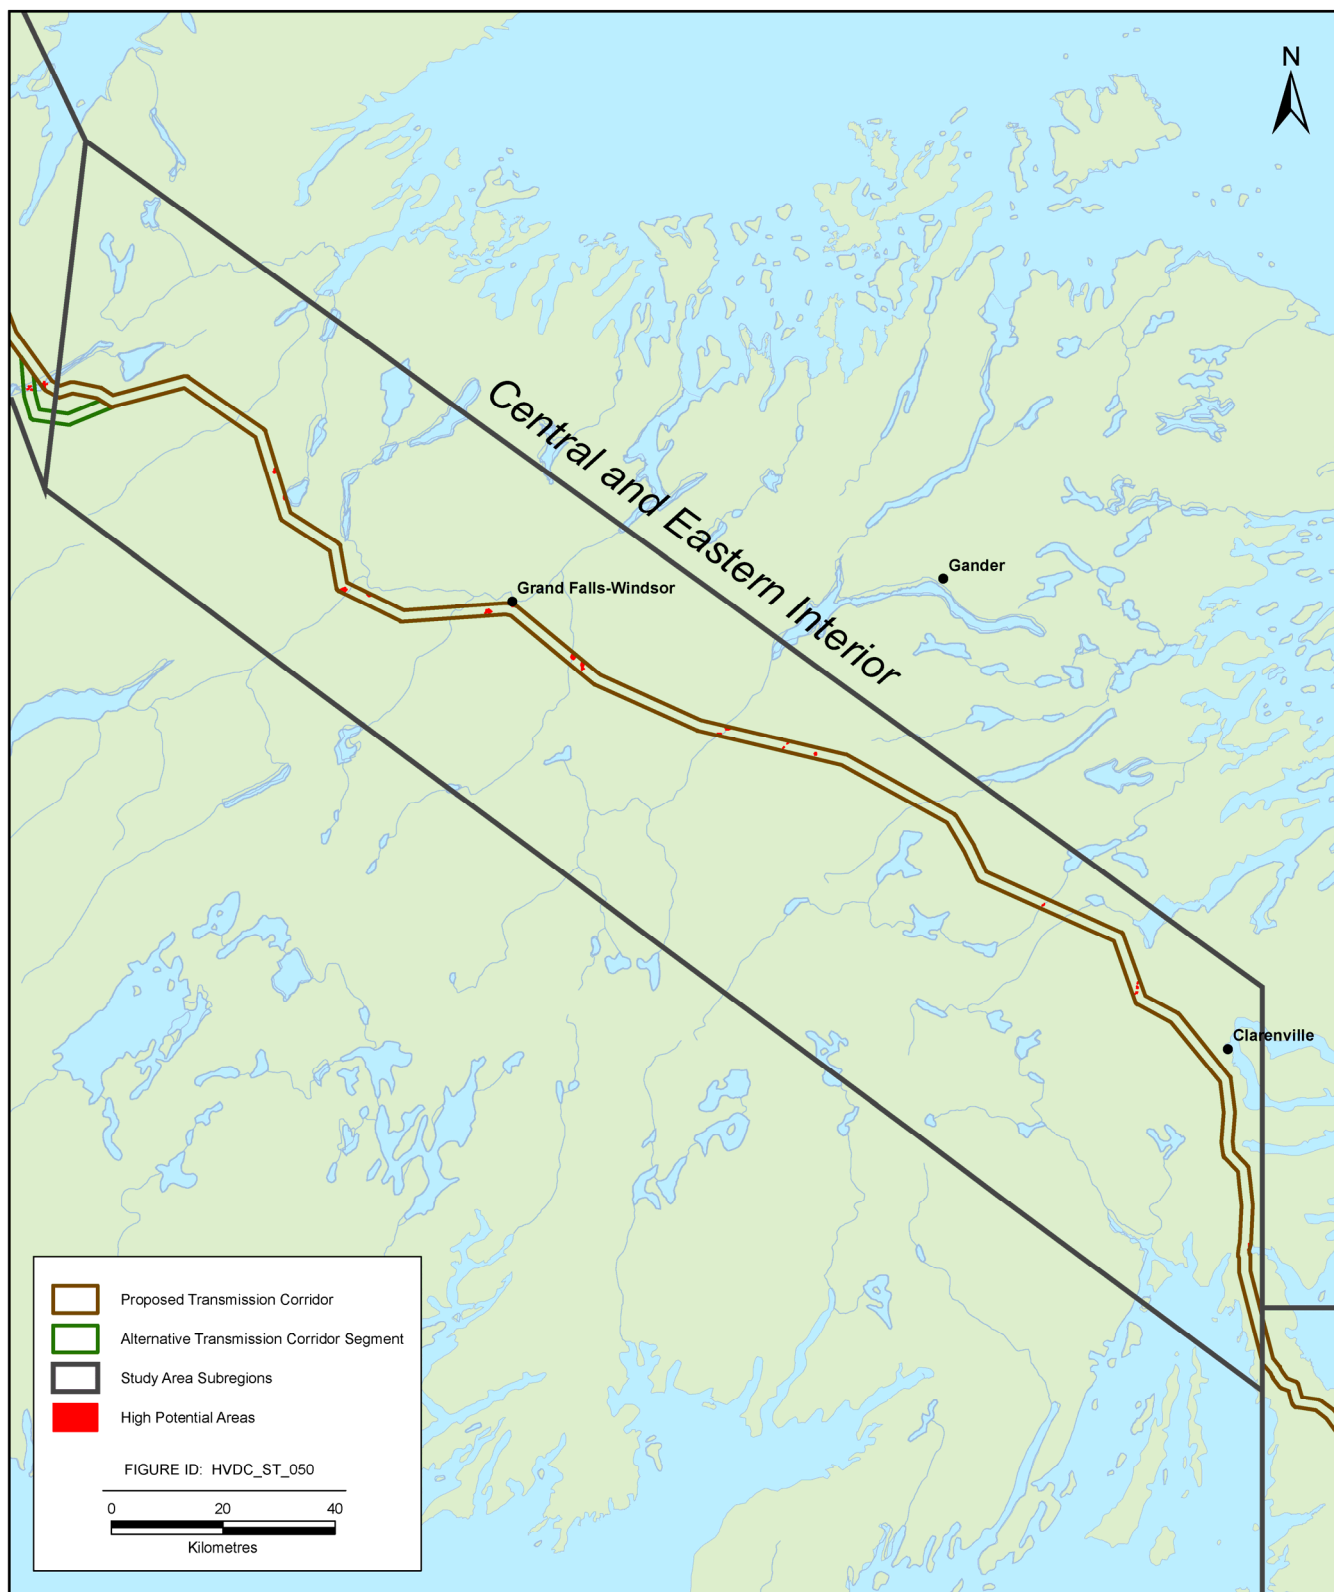 N
Central and Eastern Interior
Gander
Grand Falls-Windsor
Clarenville
Proposed Transmission Corridor
Alternative Transmission Corridor Segment
Study Area Subregions
High Potential Areas
FIGURE ID: HVDC_ST_050
0 20 40
Kilometres